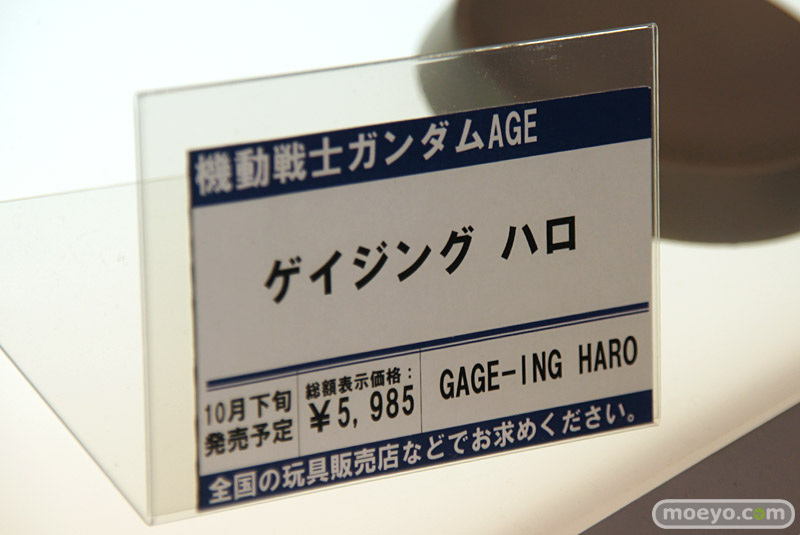 機動戦士ガンダムAGE
ゲイジング ハロ
10月下旬
発売予定
総額表示価格：
￥5,985
GAGE-ING HARO
全国の玩具販売店などでお求めください。
moeyo.com